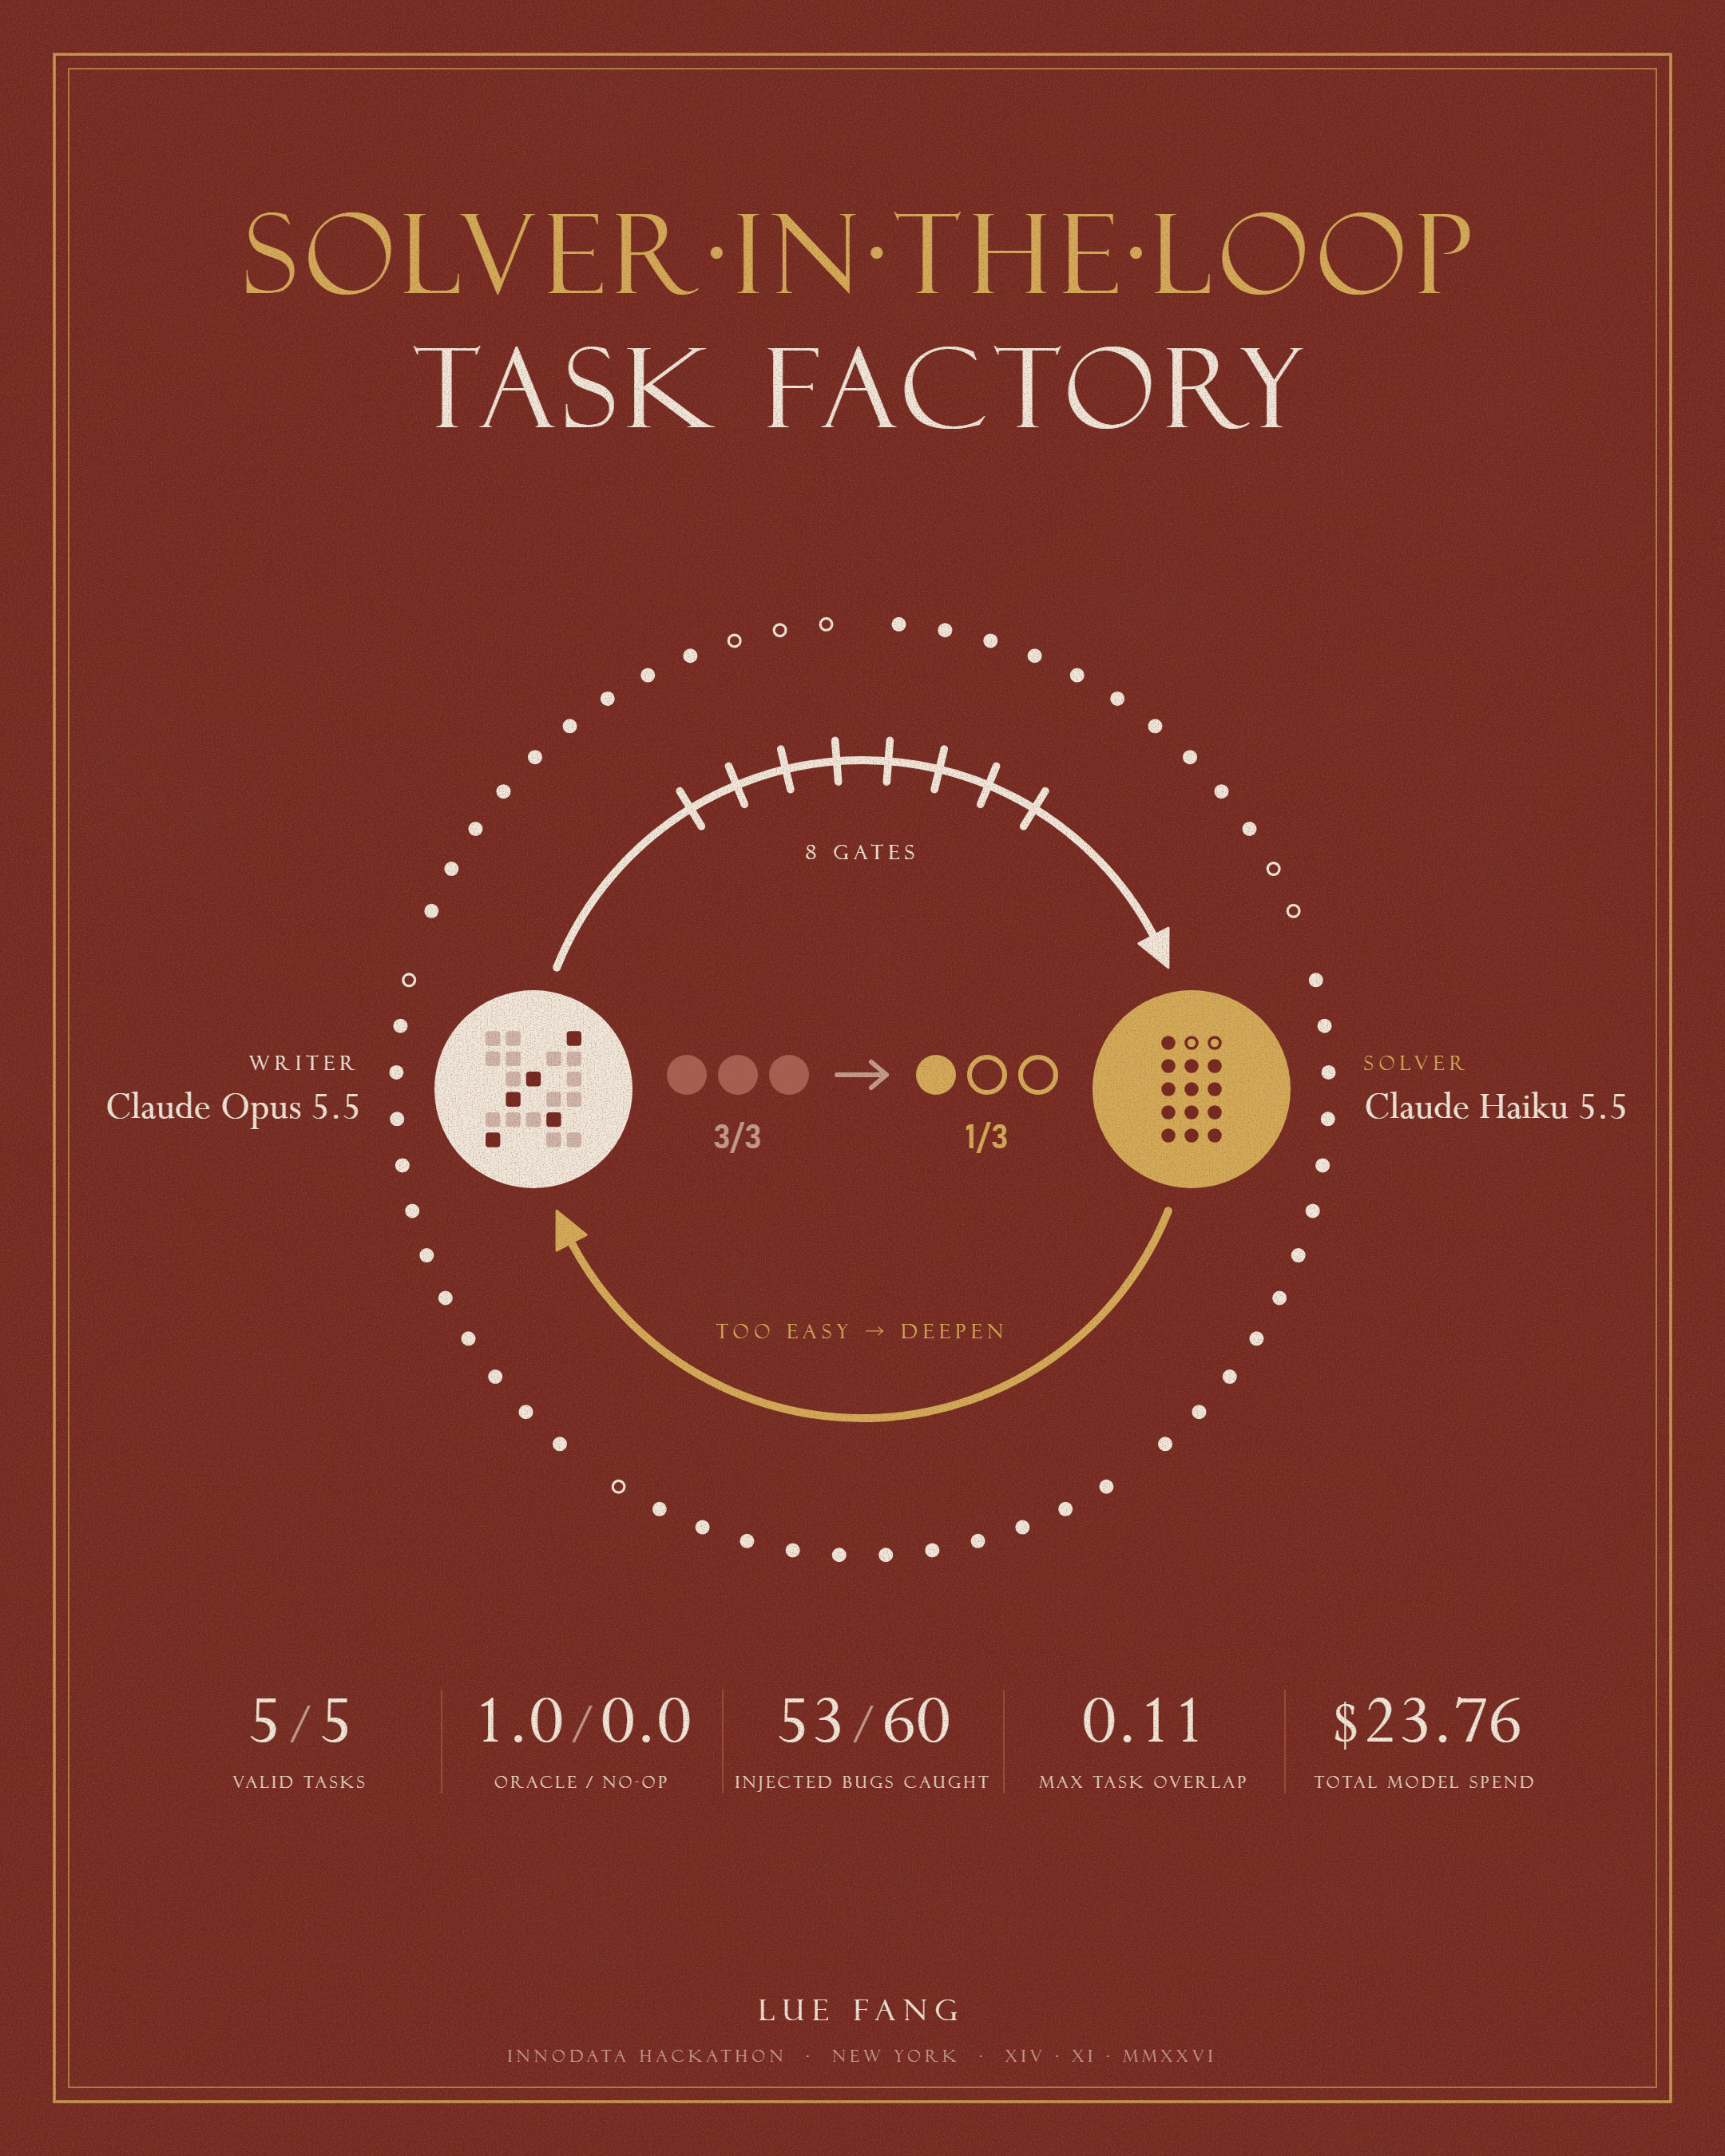 SOLVER·IN·THE·LOOP
TASK FACTORY
8 GATES
WRITER
Claude Opus 5.5
3/3
→
1/3
SOLVER
Claude Haiku 5.5
TOO EASY → DEEPEN
5/5
VALID TASKS
1.0/0.0
ORACLE / NO-OP
53/60
INJECTED BUGS CAUGHT
0.11
MAX TASK OVERLAP
$23.76
TOTAL MODEL SPEND
LUE FANG
INNODATA HACKATHON · NEW YORK · XIV · XI · MMXXVI